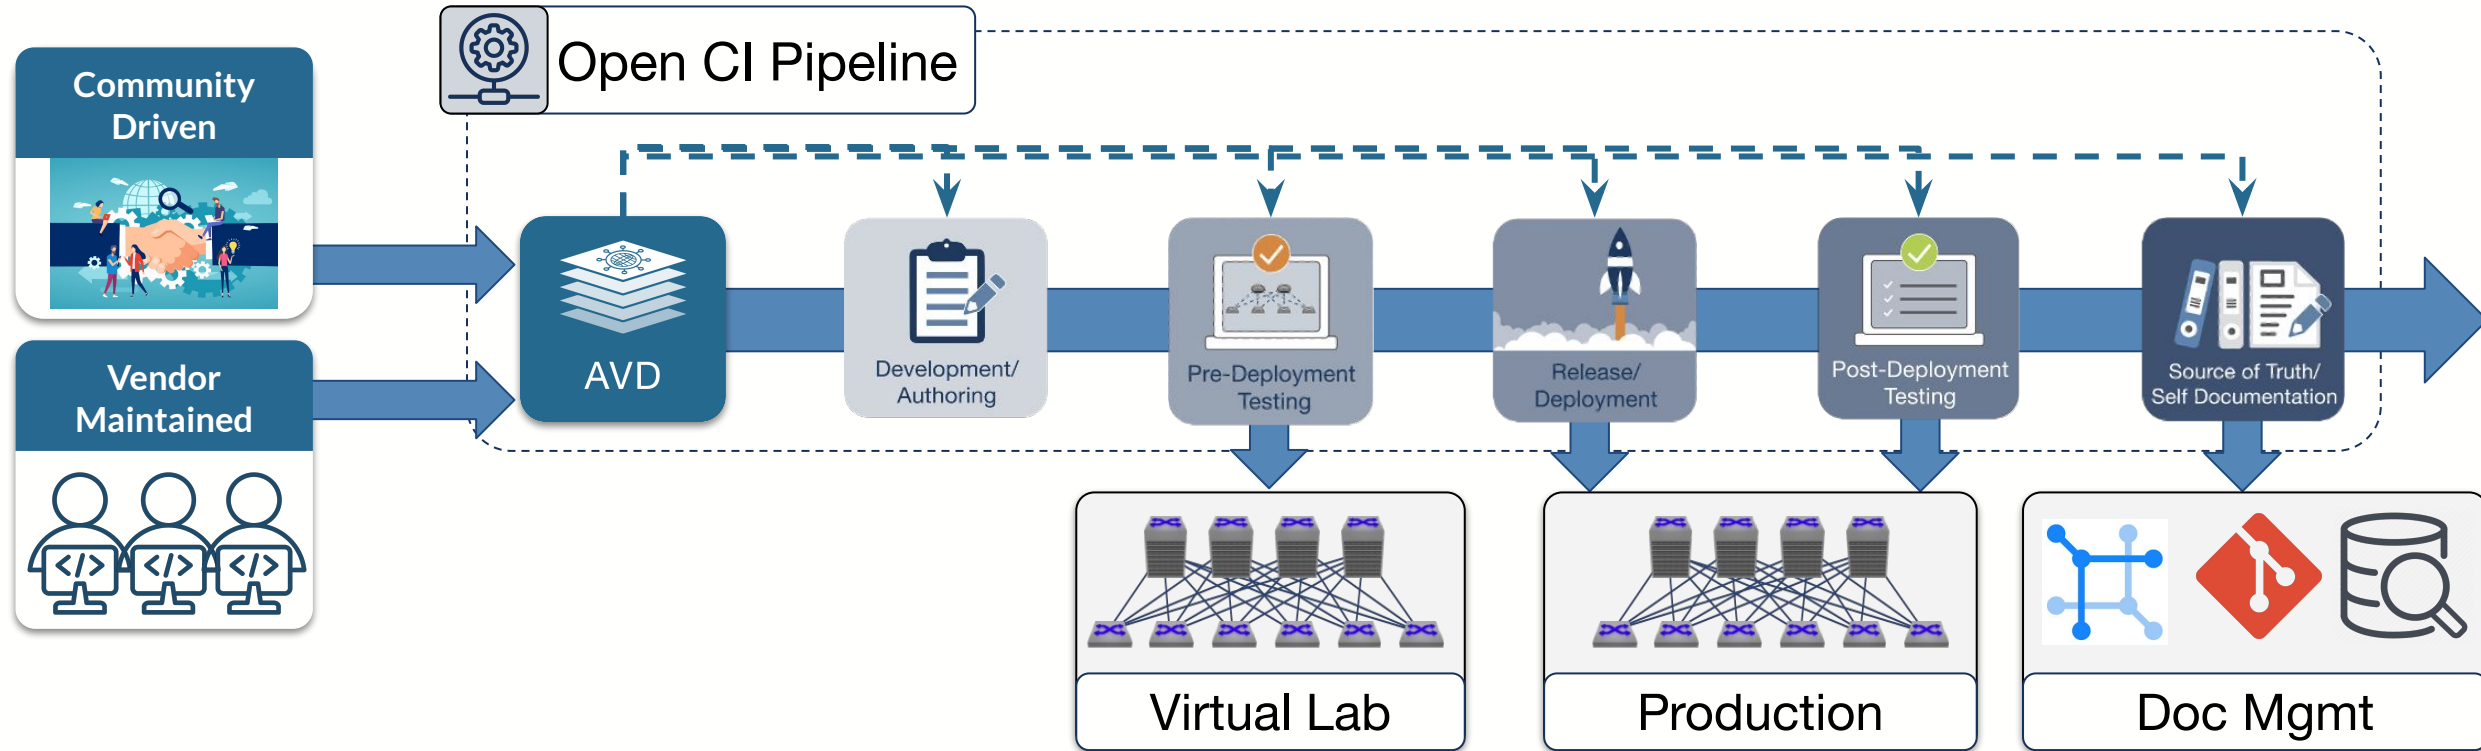 Open CI Pipeline
Community
Driven
Vendor
Maintained
</>
</>
</>
AVD
Development/
Authoring
Pre-Deployment
Testing
Release/
Deployment
Post-Deployment
Testing
Source of Truth/
Self Documentation
Virtual Lab
Production
Doc Mgmt